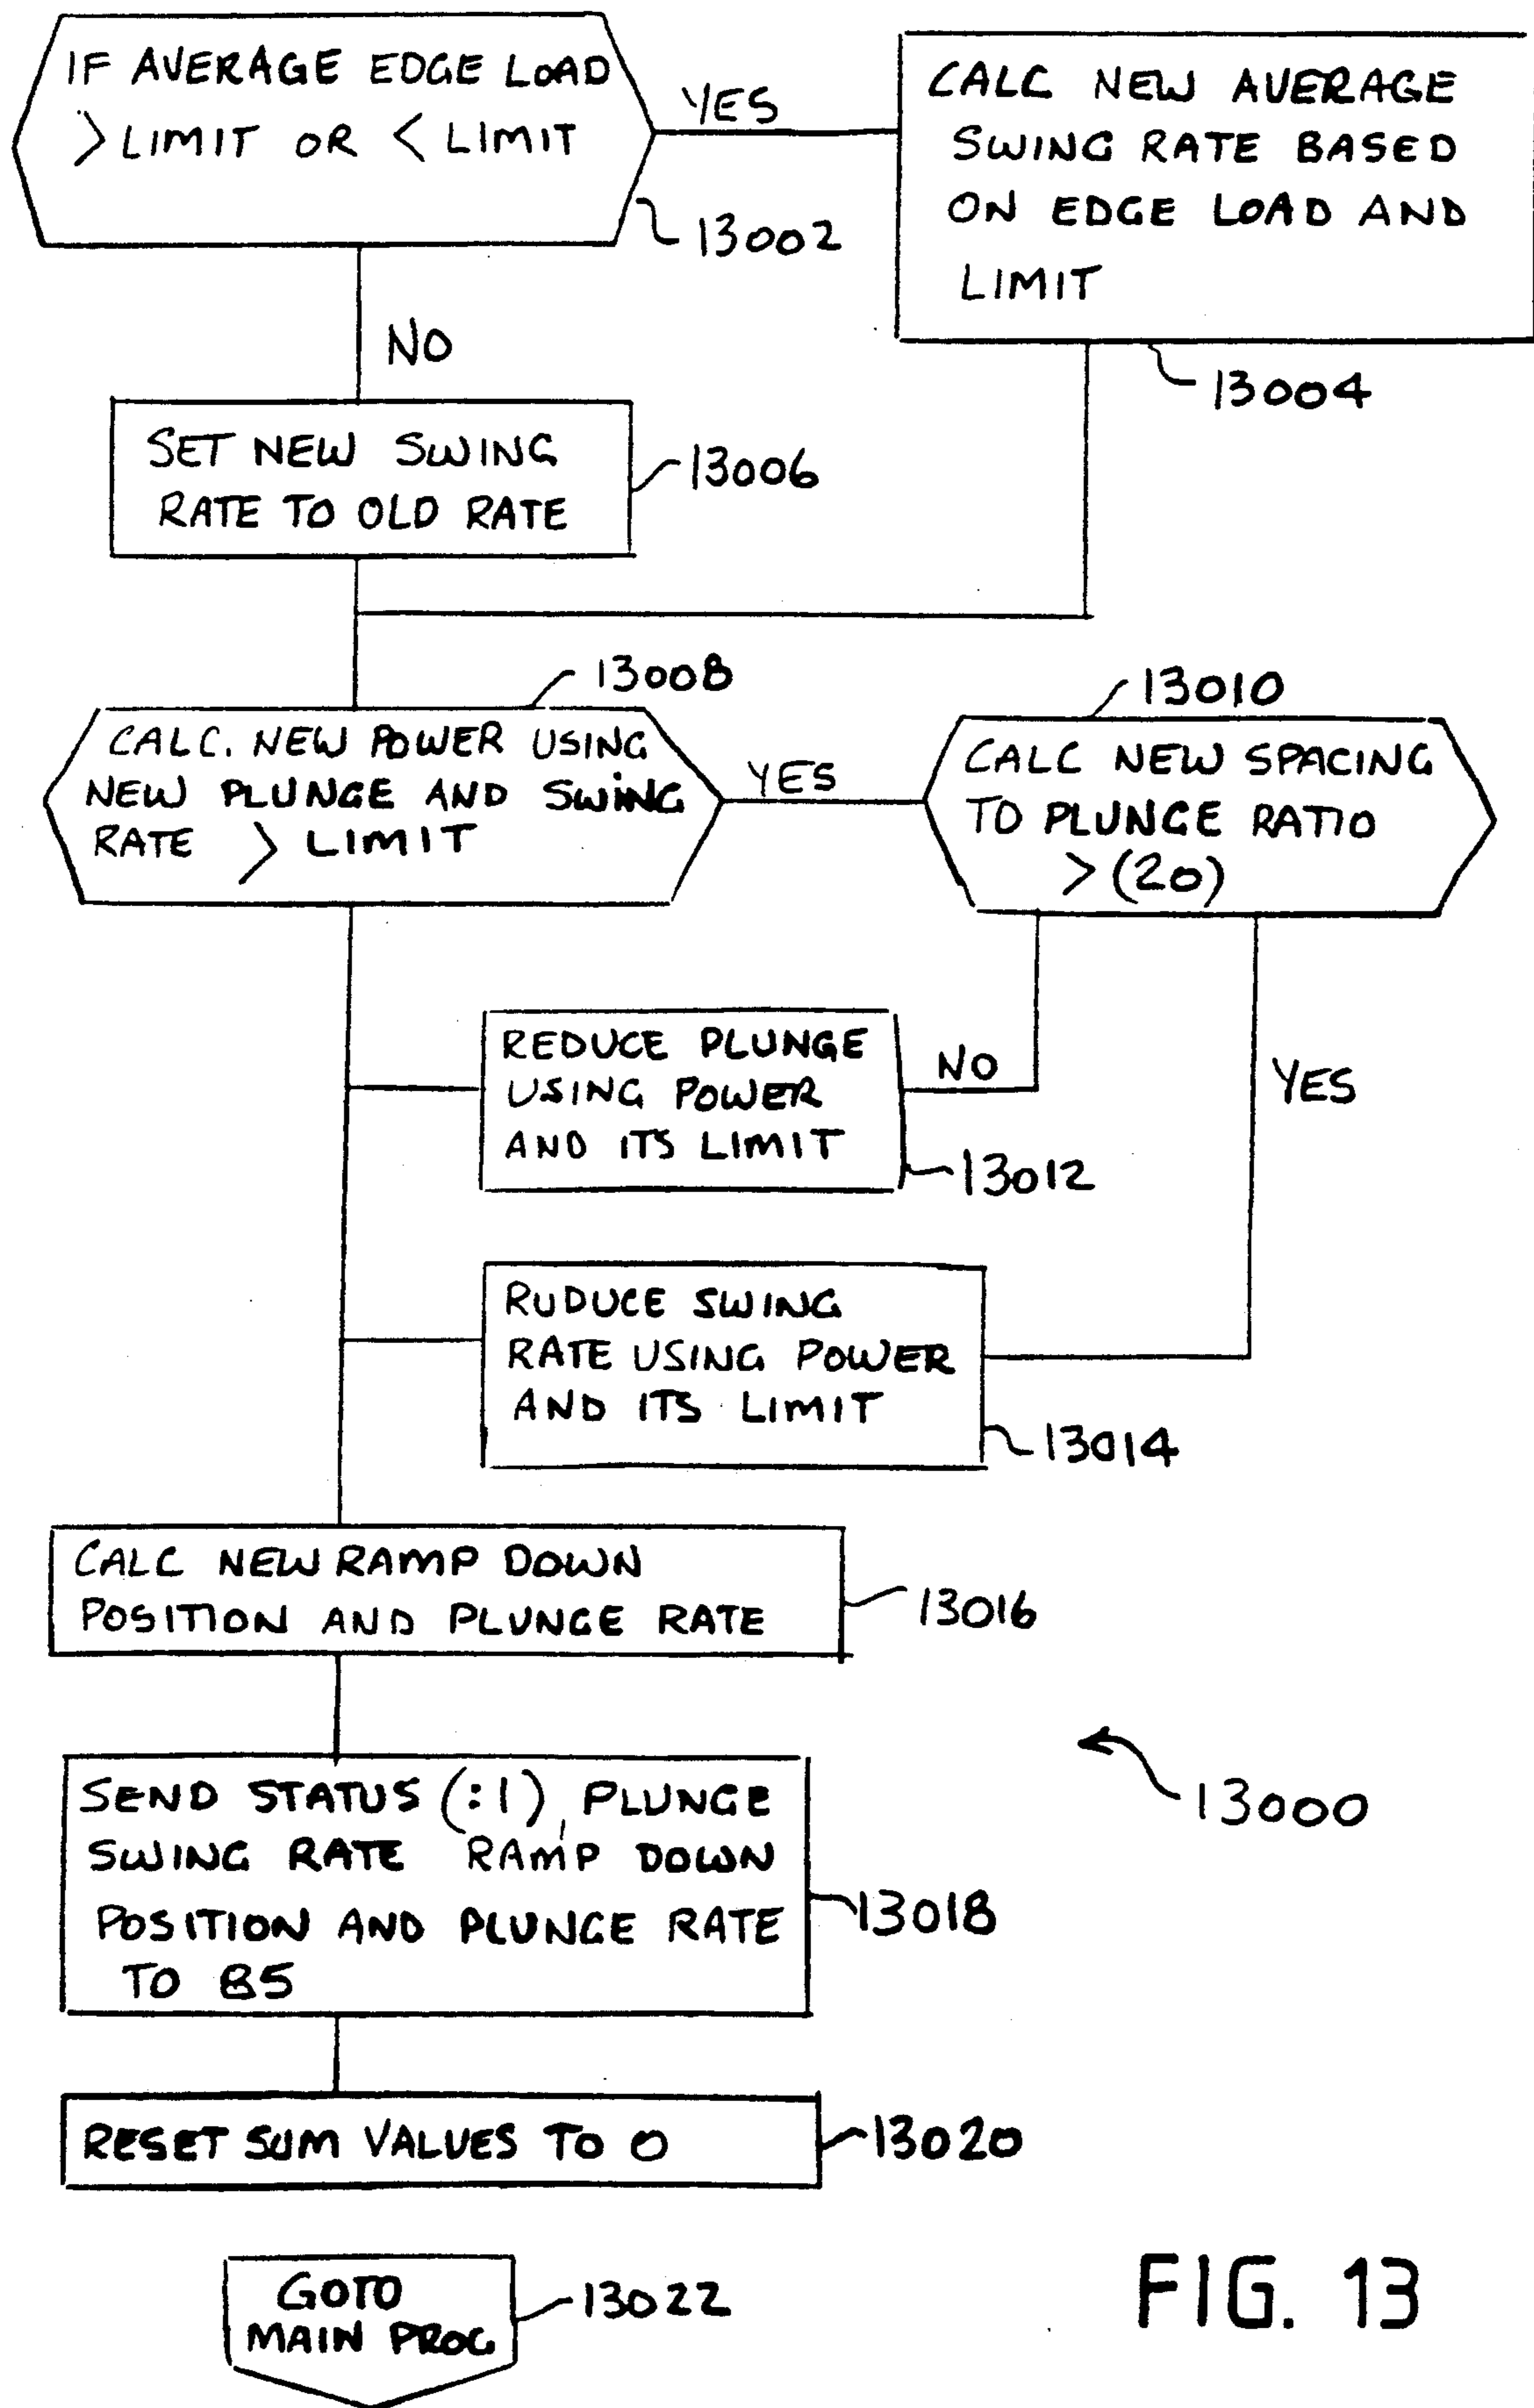 IF AVERAGE EDGE LOAD
> LIMIT OR < LIMIT
YES
13002
CALC NEW AVERAGE
SWING RATE BASED
ON EDGE LOAD AND
LIMIT
13004
NO
SET NEW SWING
RATE TO OLD RATE
13006
13008
CALC. NEW POWER USING
NEW PLUNGE AND SWING
RATE > LIMIT
YES
13010
CALC NEW SPACING
TO PLUNGE RATIO
> (20)
REDUCE PLUNGE
USING POWER
AND ITS LIMIT
NO
13012
YES
RUDUCE SWING
RATE USING POWER
AND ITS LIMIT
13014
CALC NEW RAMP DOWN
POSITION AND PLUNGE RATE
13016
13000
SEND STATUS (:1), PLUNGE
SWING RATE RAMP DOWN
POSITION AND PLUNGE RATE
TO 85
13018
RESET SUM VALUES TO 0
13020
GOTO
MAIN PROG
13022
FIG. 13